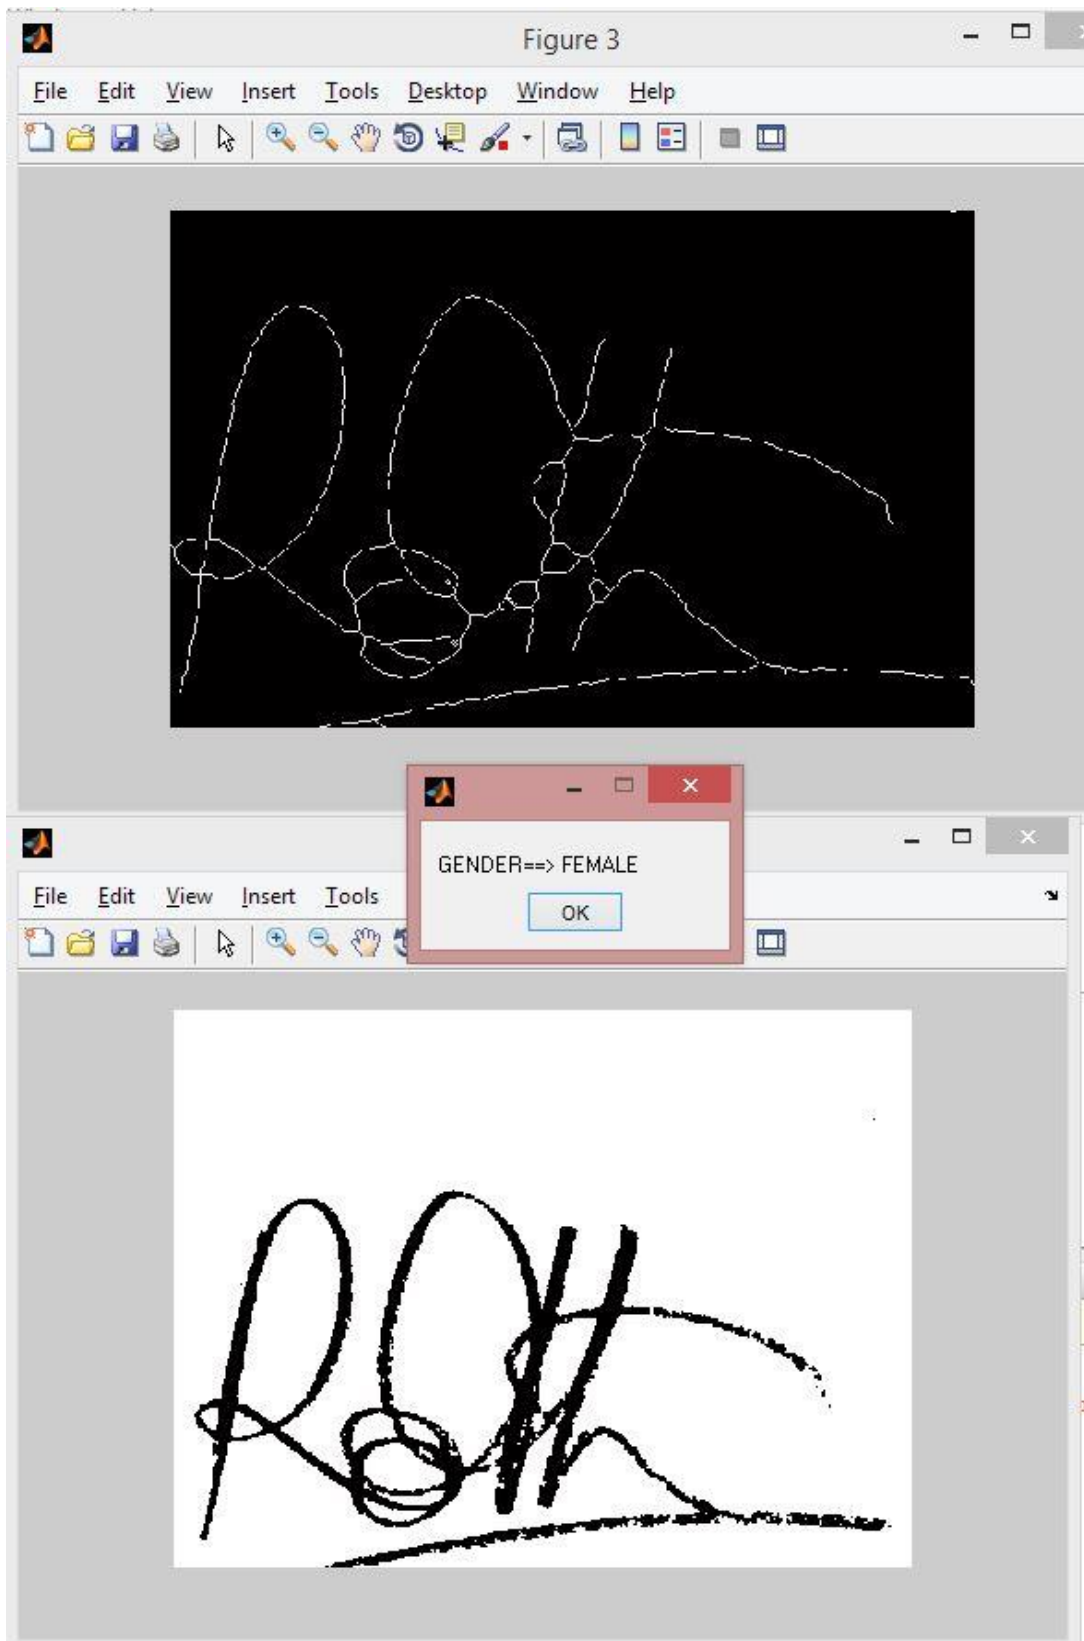 Figure 3
File Edit View Insert Tools Desktop Window Help
GENDER==> FEMALE
OK
File Edit View Insert Tools